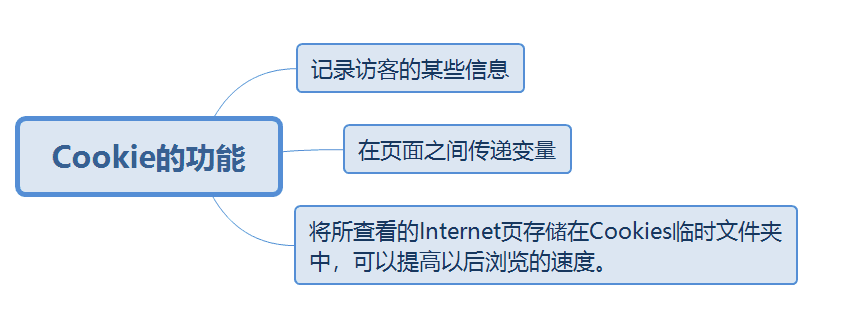 记录访客的某些信息
Cookie的功能
在页面之间传递变量
将所查看的Internet页存储在Cookies临时文件夹
中，可以提高以后浏览的速度。